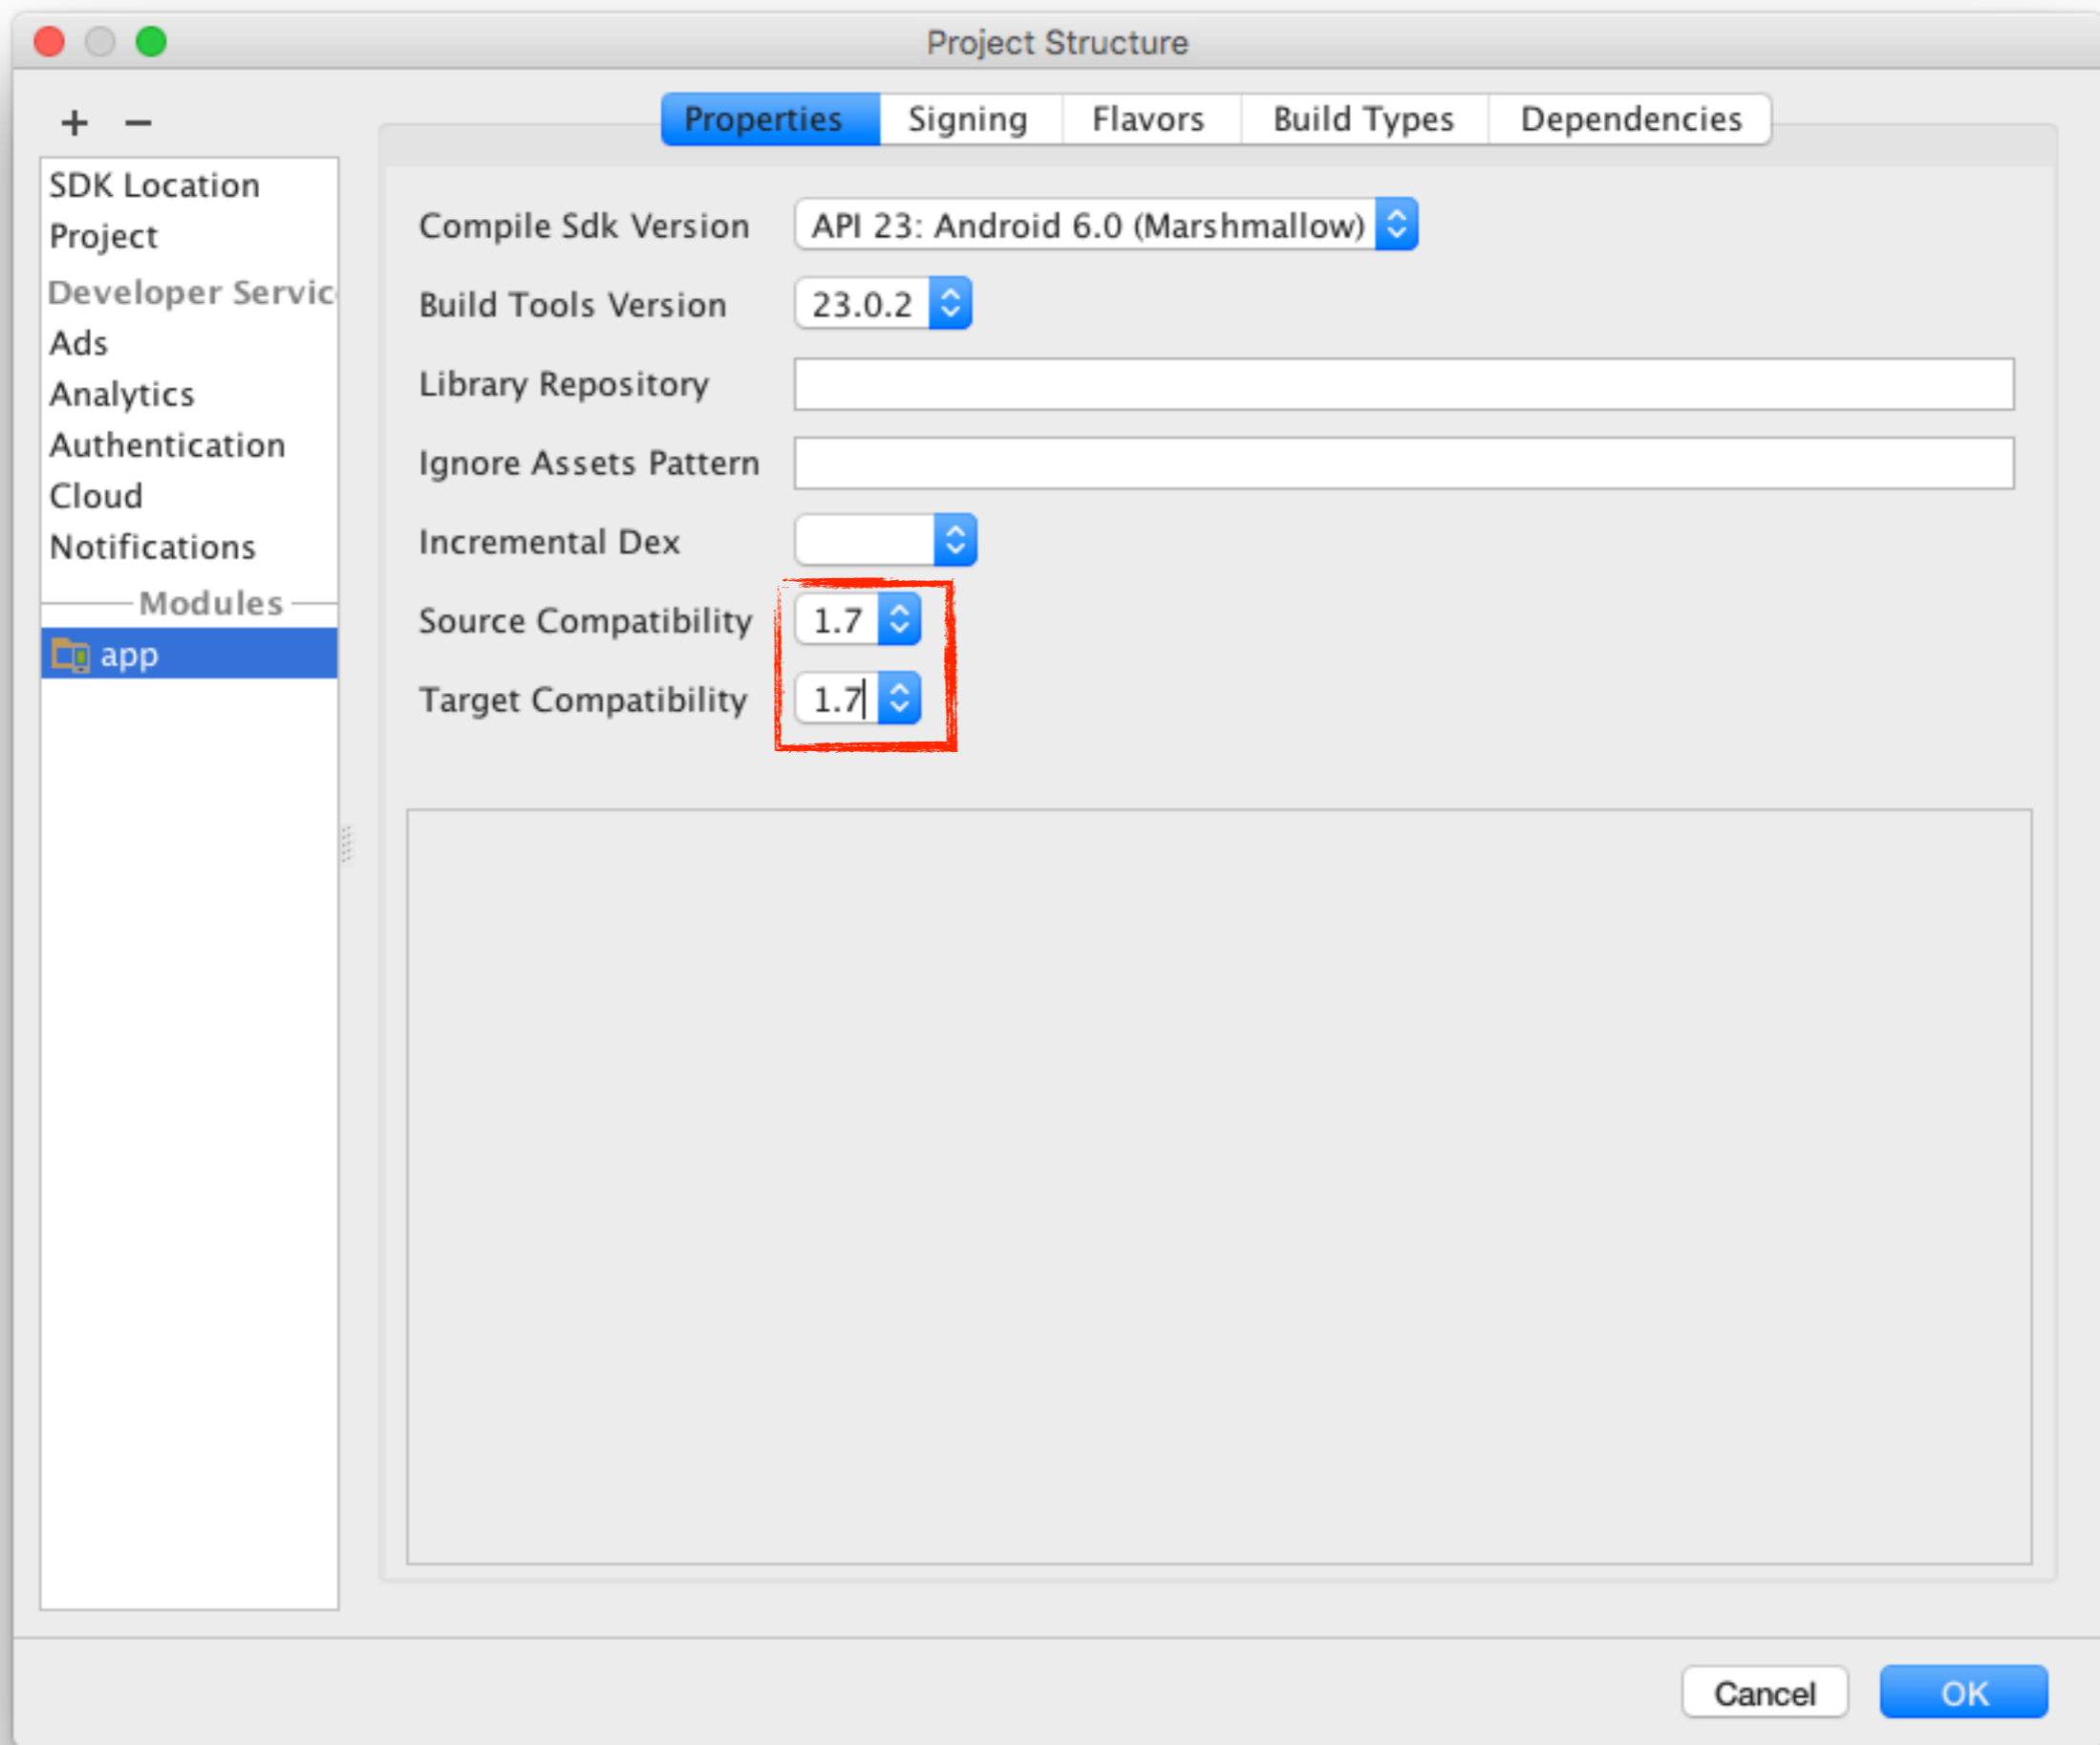 Project Structure
+ −
Properties Signing Flavors Build Types Dependencies
SDK Location
Project
Developer Servic
Ads
Analytics
Authentication
Cloud
Notifications
Modules
app
Compile Sdk Version API 23: Android 6.0 (Marshmallow)
Build Tools Version 23.0.2
Library Repository
Ignore Assets Pattern
Incremental Dex
Source Compatibility 1.7
Target Compatibility 1.7
Cancel OK